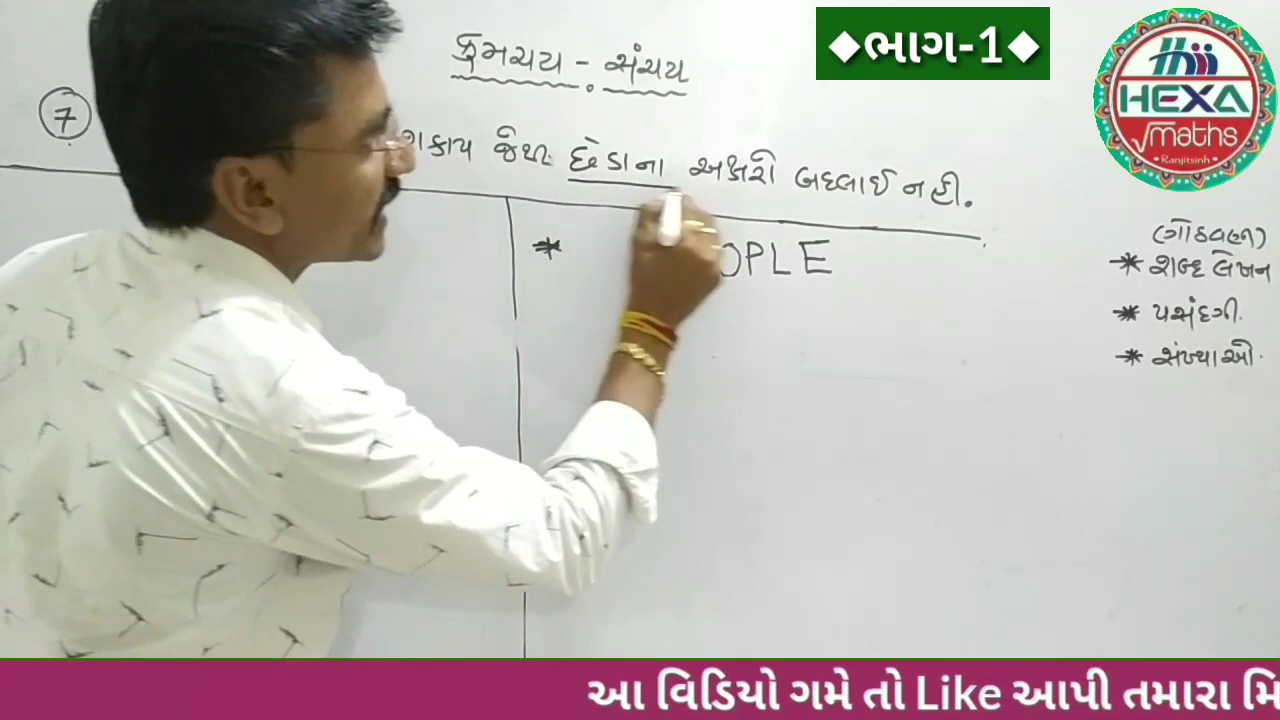 ◆ભાગ-1◆
ક્રમચય - સંચય
7
શકાય જેથી છેડાના અક્ષરો બદલાઈ નહી.
* OPLE
(ગોઠવણ)
* શબ્દ લેખન
* પસંદગી.
* સંખ્યાઓ.
HEXA
maths
Ranjitsinh
આ વિડિયો ગમે તો Like આપી તમારા મિ